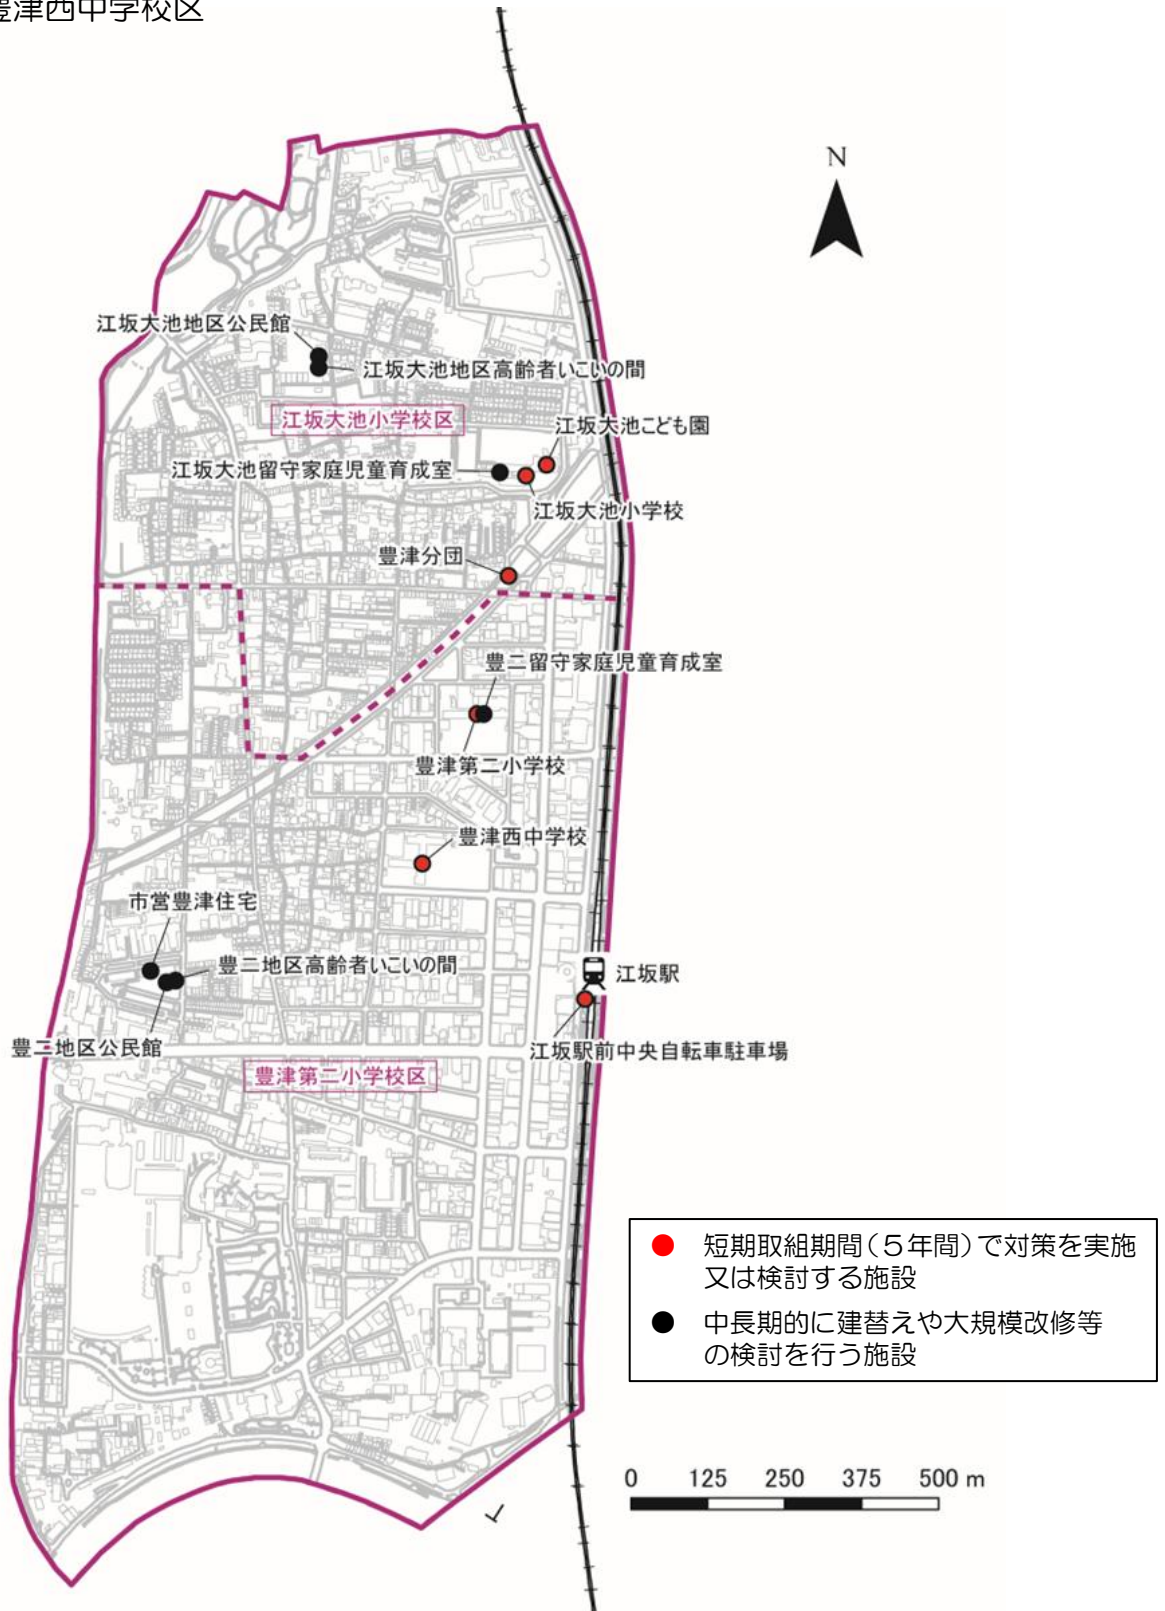 豊津西中学校区
N
江坂大池地区公民館
江坂大池地区高齢者いこいの間
江坂大池小学校区
江坂大池こども園
江坂大池留守家庭児童育成室
江坂大池小学校
豊津分団
豊二留守家庭児童育成室
豊津第二小学校
豊津西中学校
市営豊津住宅
豊二地区高齢者いこいの間
江坂駅
豊二地区公民館
江坂駅前中央自転車駐車場
豊津第二小学校区
短期取組期間(5年間)で対策を実施
又は検討する施設
中長期的に建替えや大規模改修等
の検討を行う施設
0 125 250 375 500 m